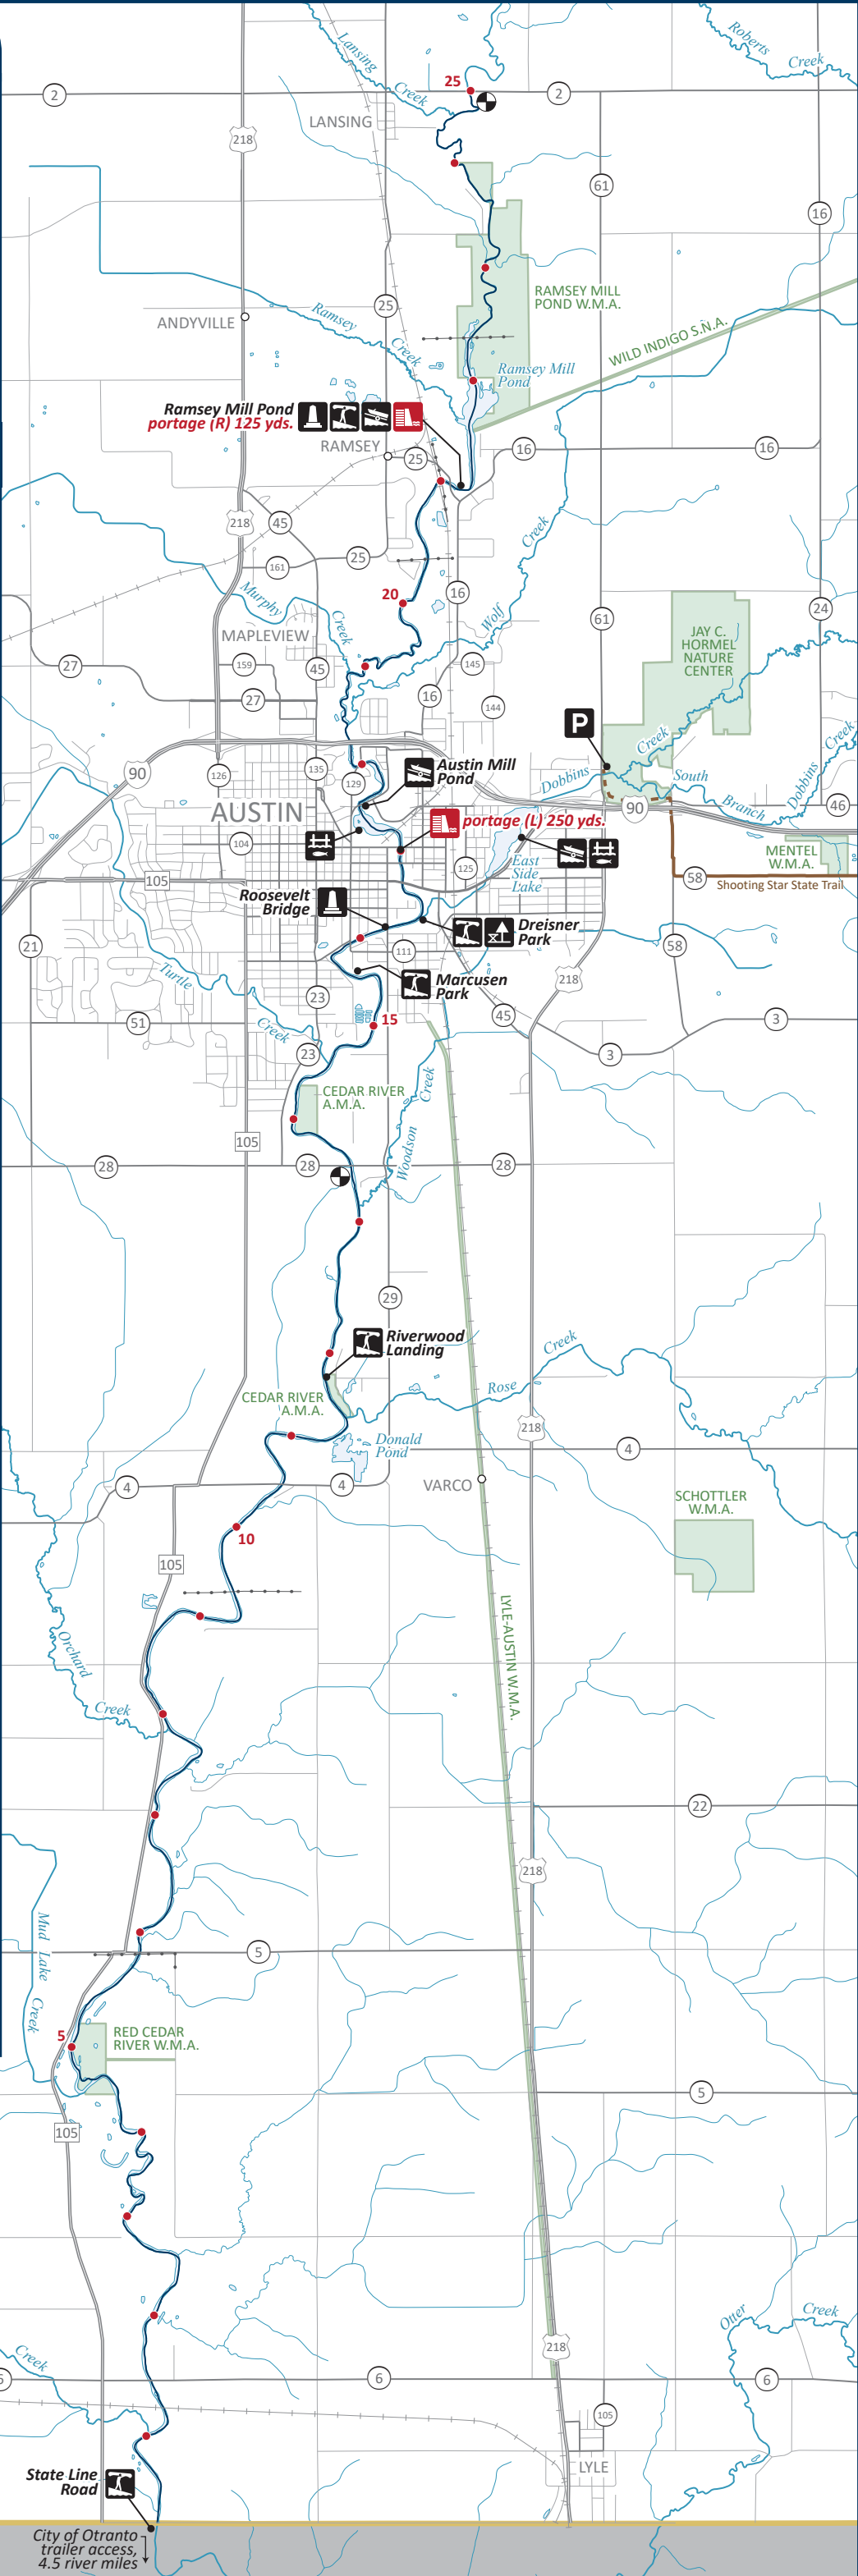 Roberts
Creek
Lansing
Creek
25
2
2
LANSING
218
61
16
RAMSEY MILL
POND W.M.A.
25
ANDYVILLE
Ramsey
Creek
WILD INDIGO S.N.A.
Ramsey Mill
Pond
Ramsey Mill Pond
portage (R) 125 yds.
RAMSEY
25
16
16
218
45
25
161
Creek
Murphy
Creek
20
16
Wolf
61
24
JAY C.
HORMEL
NATURE
CENTER
MAPLEVIEW
27
159
45
145
27
16
144
P
Creek
Creek
90
126
135
129
Austin Mill
Pond
Dobbins
South
Branch
Dobbins
90
46
AUSTIN
portage (L) 250 yds.
104
125
East
Side
Lake
MENTEL
W.M.A.
105
58
Shooting Star State Trail
Roosevelt
Bridge
Dreisner
Park
21
111
58
Turtle
Marcusen
Park
218
23
51
Creek
15
45
3
23
3
CEDAR RIVER
A.M.A.
Creek
Woodson
105
28
28
28
29
Riverwood
Landing
Creek
Rose
CEDAR RIVER
A.M.A.
218
Donald
Pond
4
4
4
VARCO
SCHOTTLER
W.M.A.
10
105
LYLE-AUSTIN W.M.A.
Orchard
Creek
22
218
Mud Lake
Creek
5
5
RED CEDAR
RIVER W.M.A.
5
105
Otter
Creek
218
Creek
6
6
105
State Line
Road
LYLE
City of Otranto
trailer access,
4.5 river miles